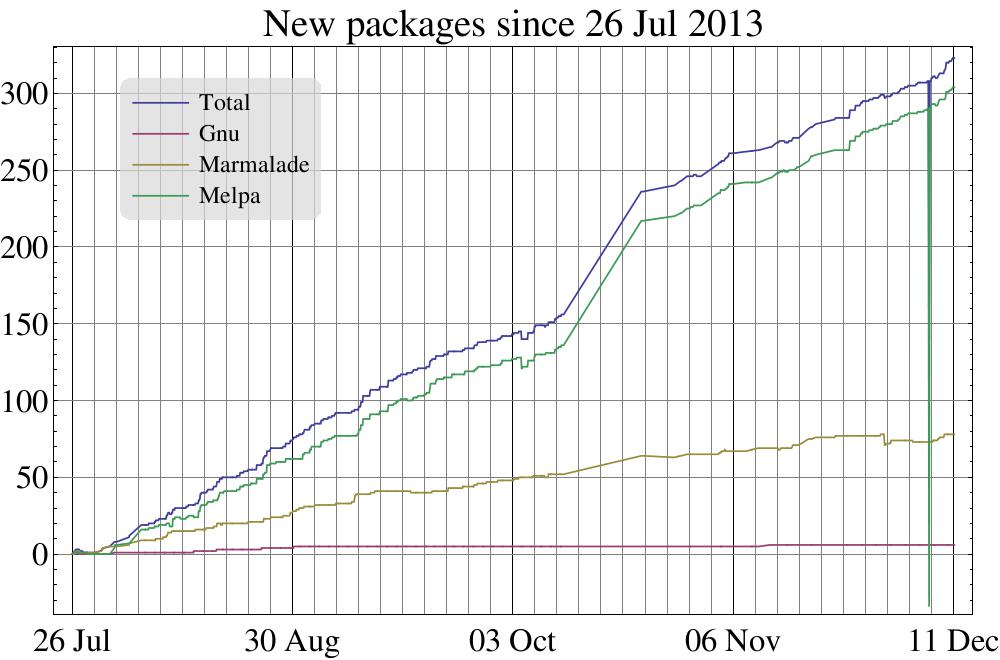 New packages since 26 Jul 2013
300
250
200
150
100
50
0
Total
Gnu
Marmalade
Melpa
26 Jul
30 Aug
03 Oct
06 Nov
11 Dec